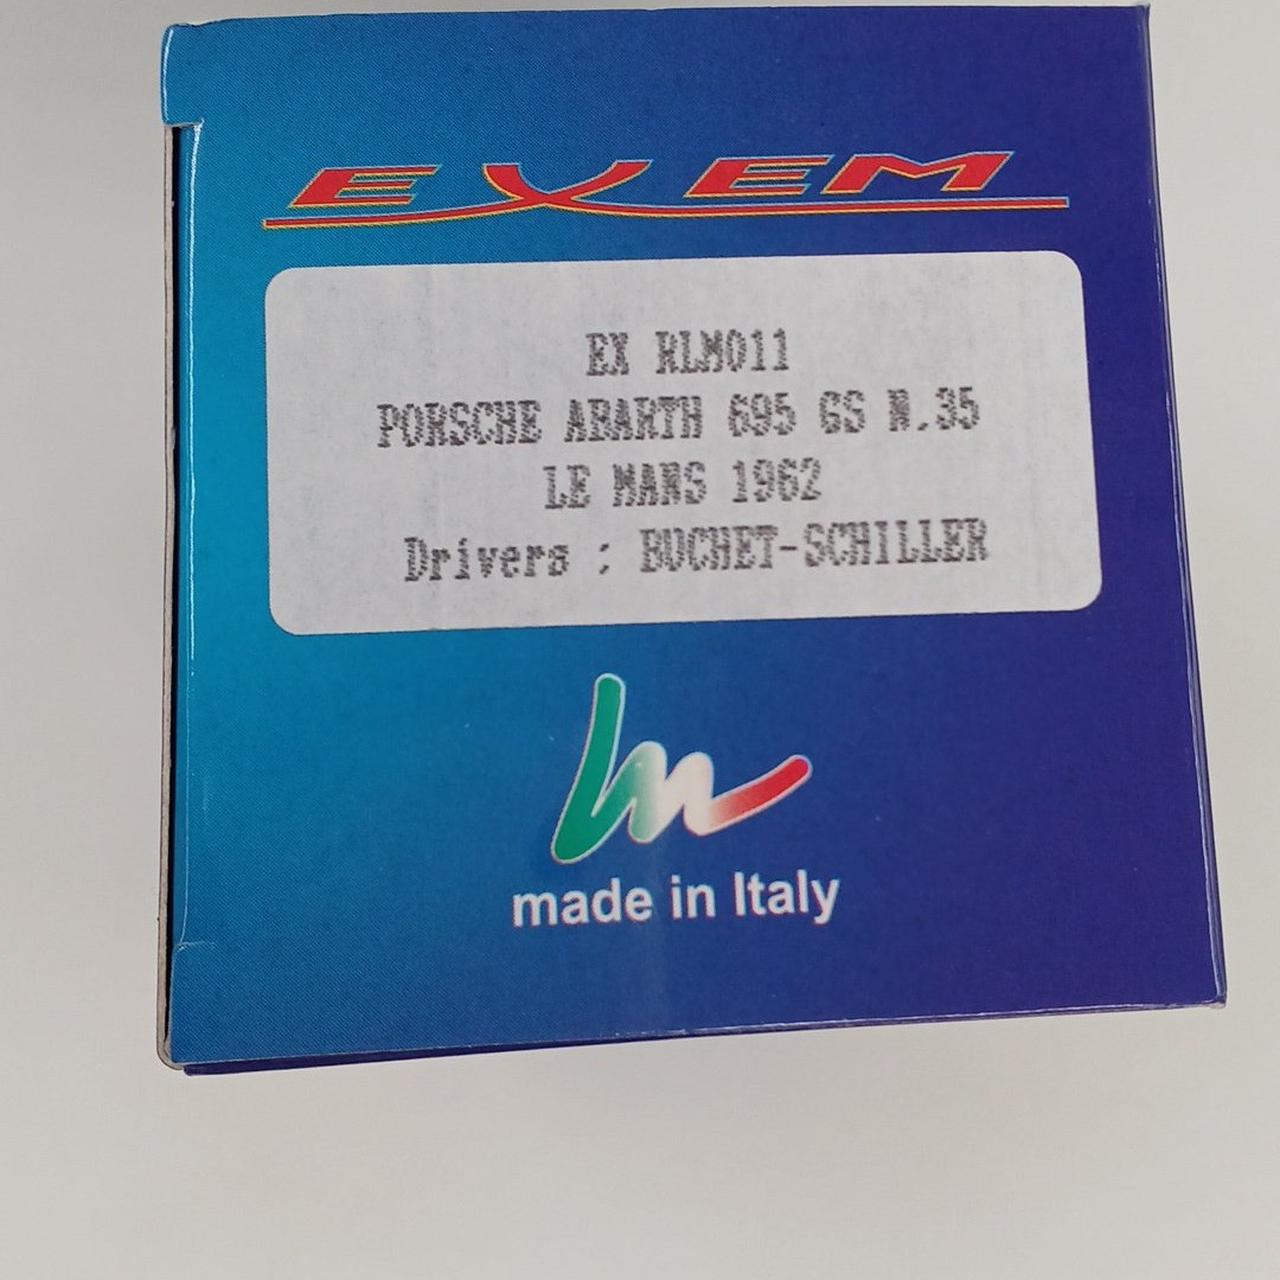 EXEM
EX RLM011
PORSCHE ABARTH 695 GS N.35
LE MANS 1962
Drivers : BUCHET-SCHILLER
made in Italy